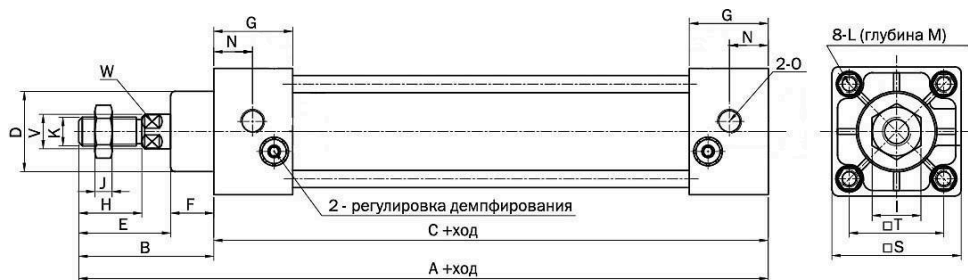 G
G
N
N
8-L (глубина M)
W
2-O
D
V
K
J
H
F
2 - регулировка демпфирования
E
I
C +ход
□T
B
□S
A +ход